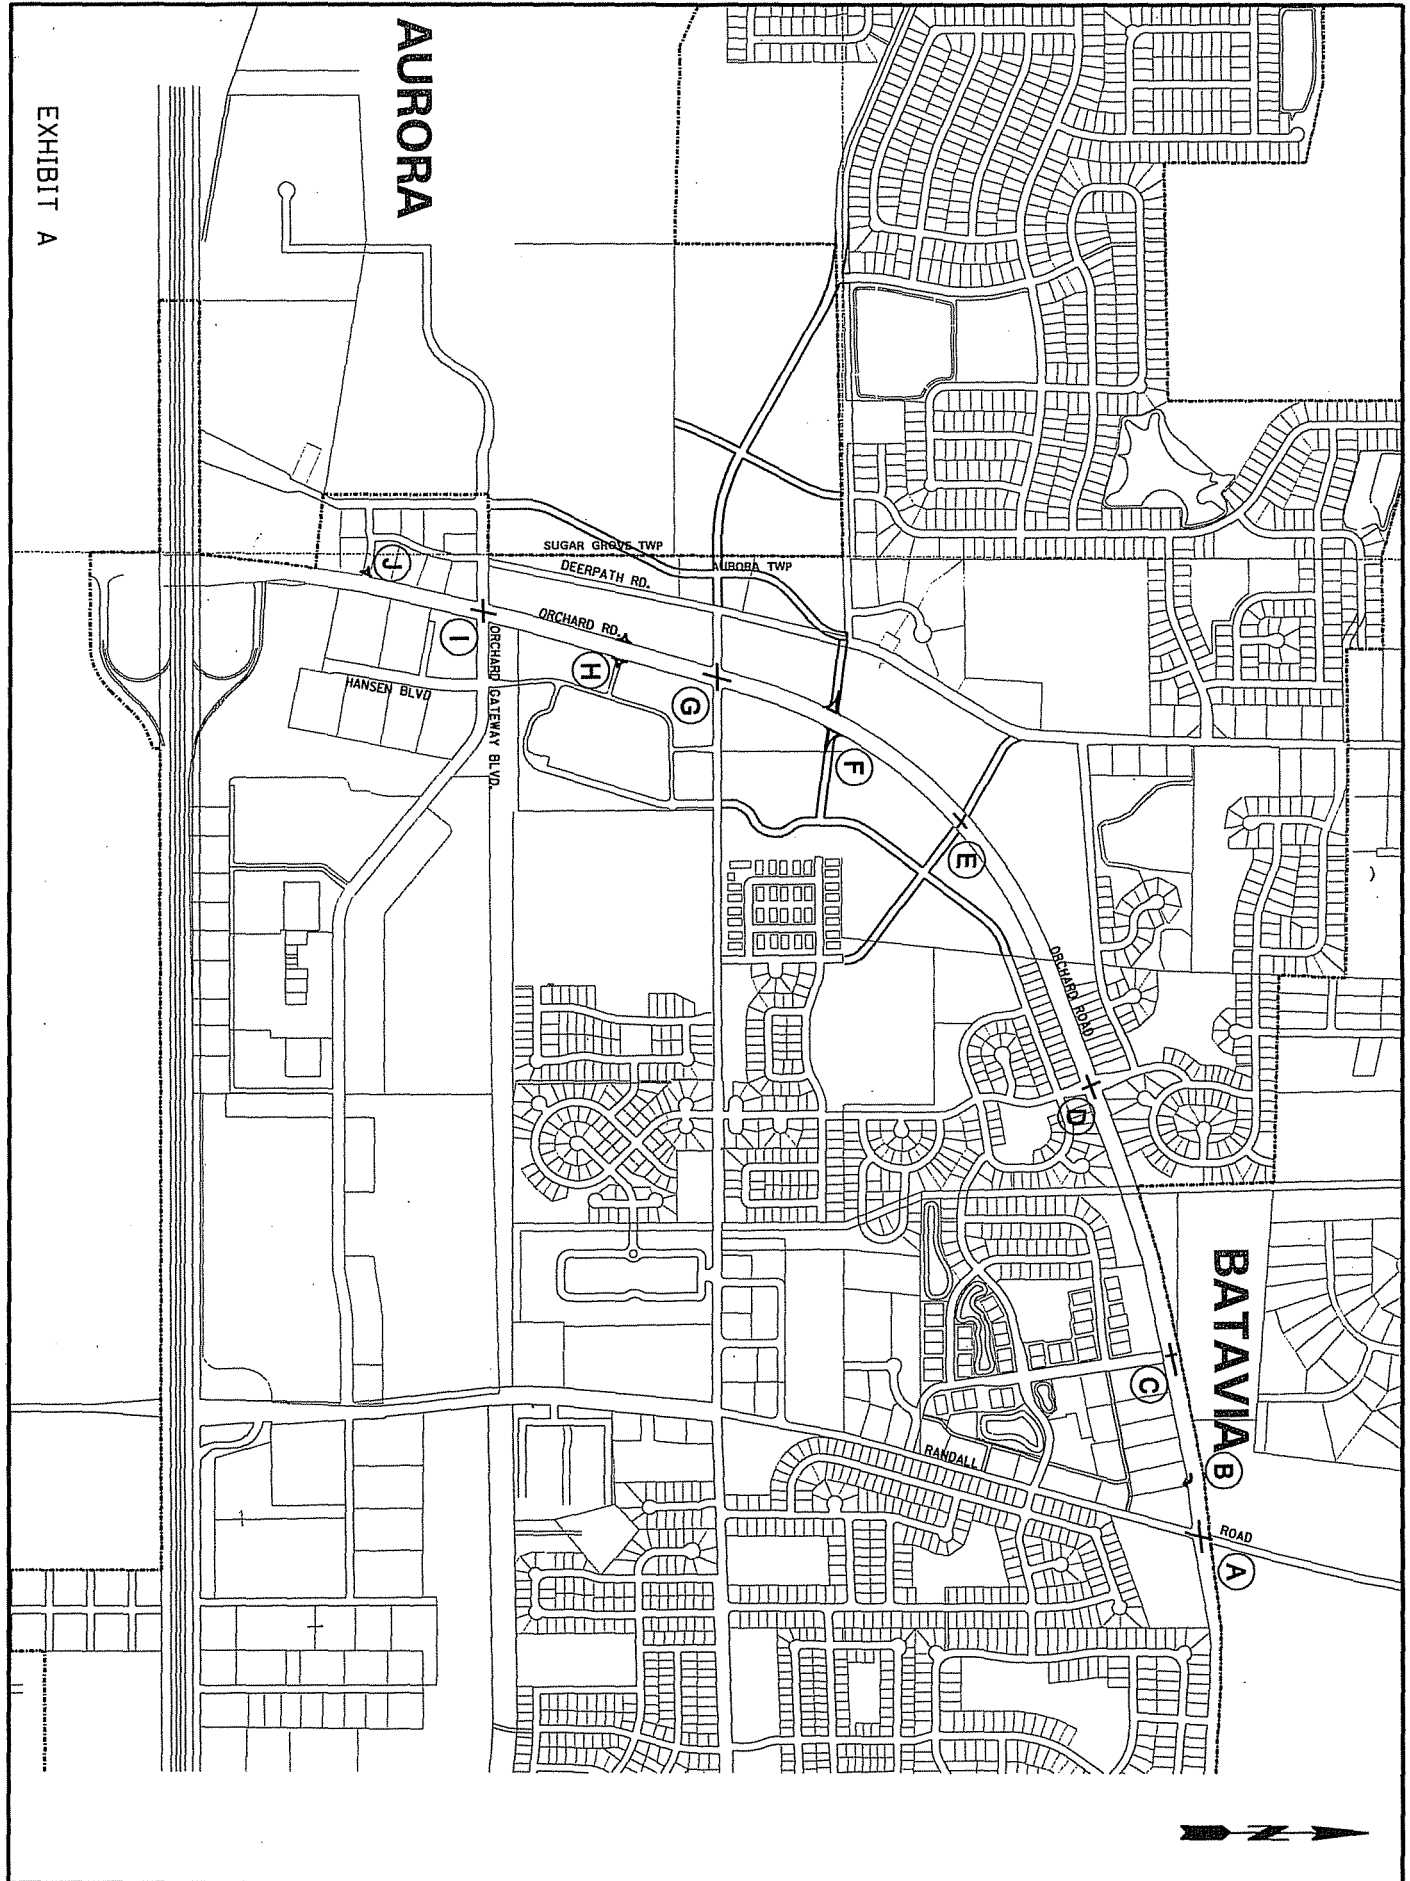 AURORA
EXHIBIT A
SUGAR GROVE TWP
AURORA TWP
DEERPATH RD.
ORCHARD RD.
ORCHARD GATEWAY BLVD.
HANSEN BLVD
ORCHARD ROAD
BATAVIA
RANDALL
ROAD
A
B
C
D
E
F
G
H
I
J
N